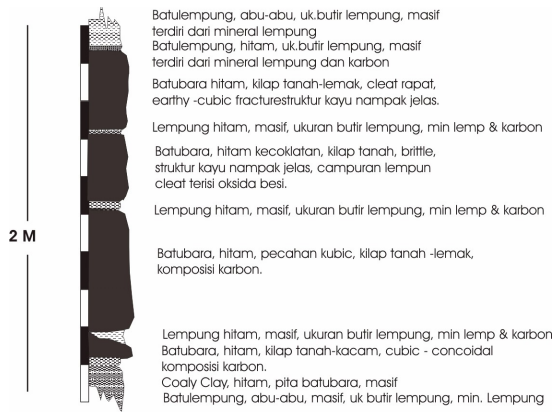 Batulempung, abu-abu, uk.butir lempung, masif
terdiri dari mineral lempung
Batulempung, hitam, uk.butir lempung, masif
terdiri dari mineral lempung dan karbon
Batubara hitam, kilap tanah-lemak, cleat rapat,
earthy -cubic fracturestruktur kayu nampak jelas.
Lempung hitam, masif, ukuran butir lempung, min lemp & karbon
Batubara, hitam kecoklatan, kilap tanah, brittle,
struktur kayu nampak jelas, campuran lempun
cleat terisi oksida besi.
Lempung hitam, masif, ukuran butir lempung, min lemp & karbon
2 M
Batubara, hitam, pecahan kubic, kilap tanah -lemak,
komposisi karbon.
Lempung hitam, masif, ukuran butir lempung, min lemp & karbon
Batubara, hitam, kilap tanah-kacam, cubic - concoidal
komposisi karbon.
Coaly Clay, hitam, pita batubara, masif
Batulempung, abu-abu, masif, uk butir lempung, min. Lempung